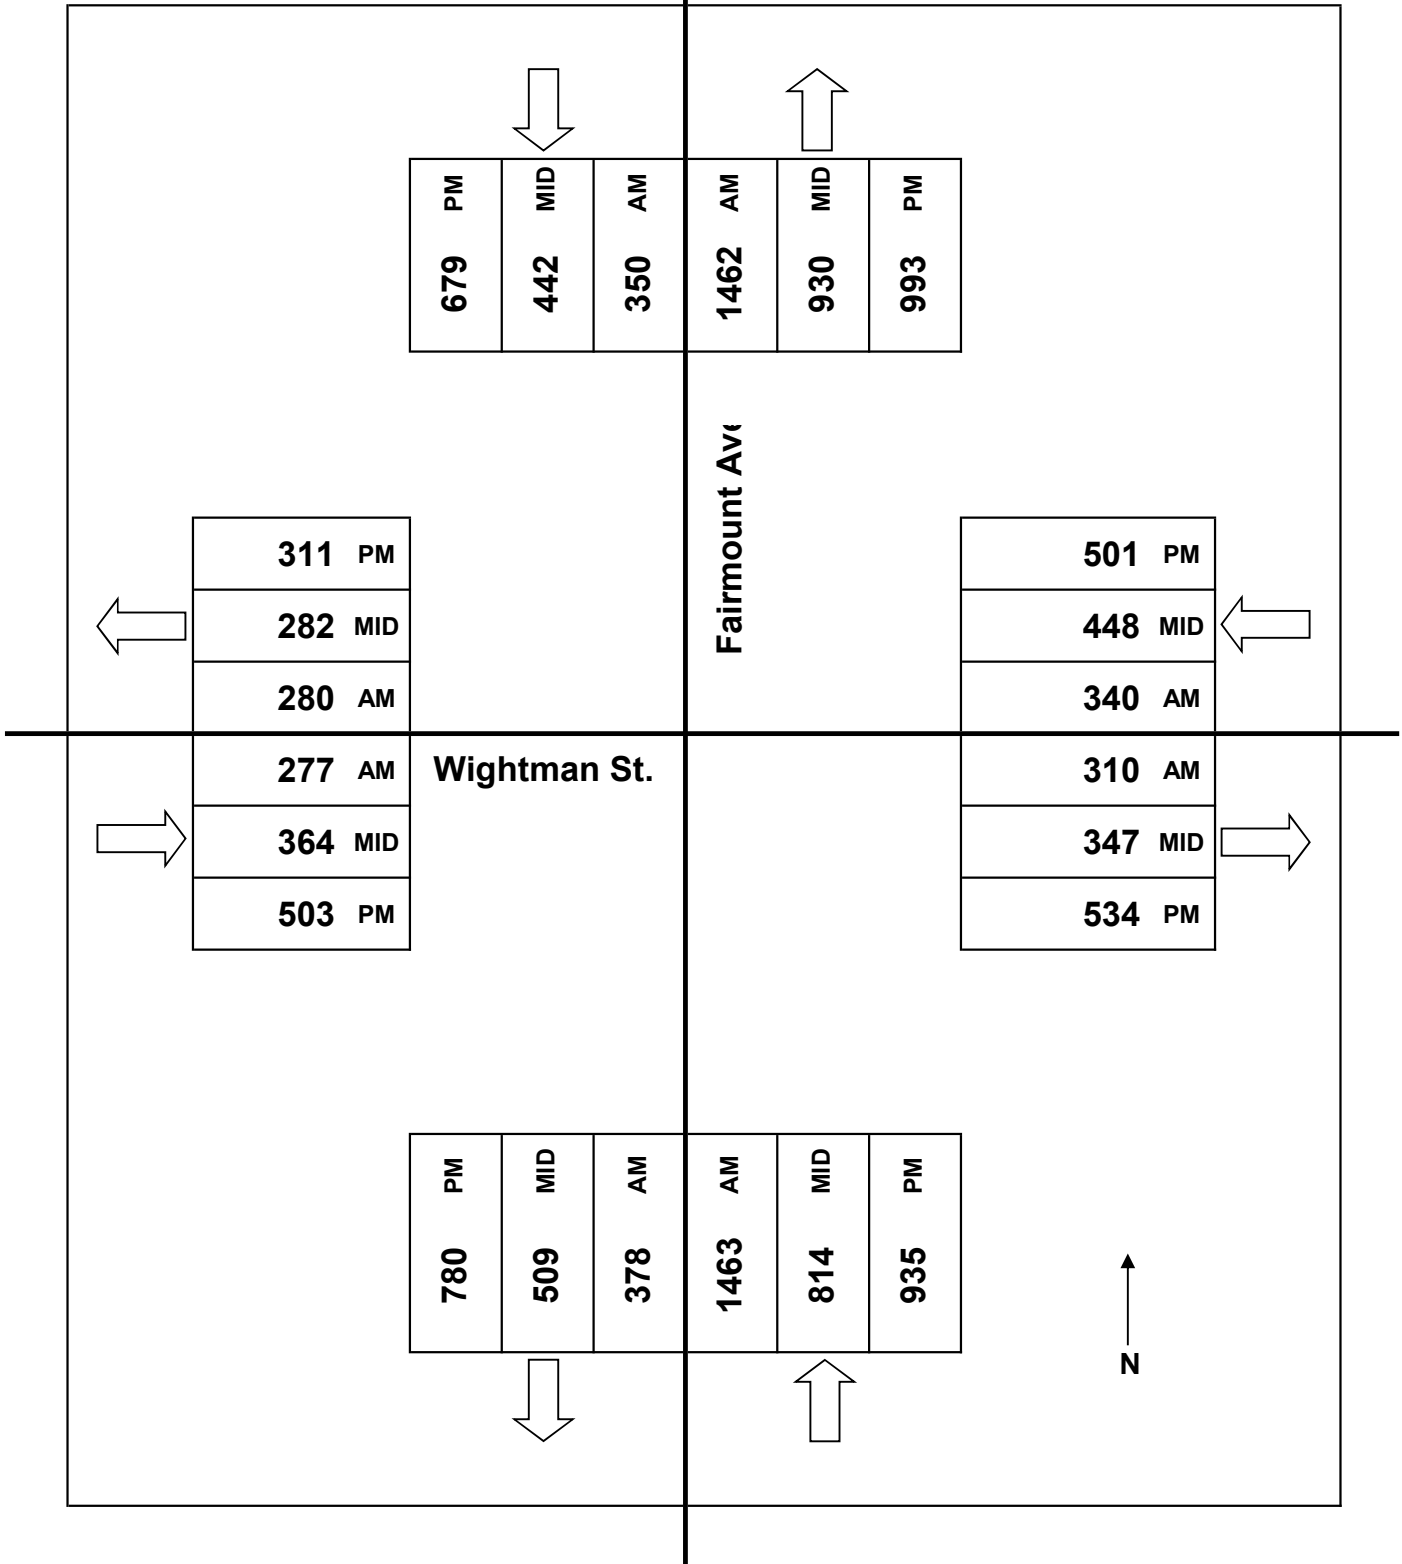 PM MID AM AM MID PM
679 442 350 1462 930 993
Fairmount Ave
311 PM
282 MID
280 AM
277 AM
364 MID
503 PM
Wightman St.
501 PM
448 MID
340 AM
310 AM
347 MID
534 PM
PM MID AM AM MID PM
780 509 378 1463 814 935
N